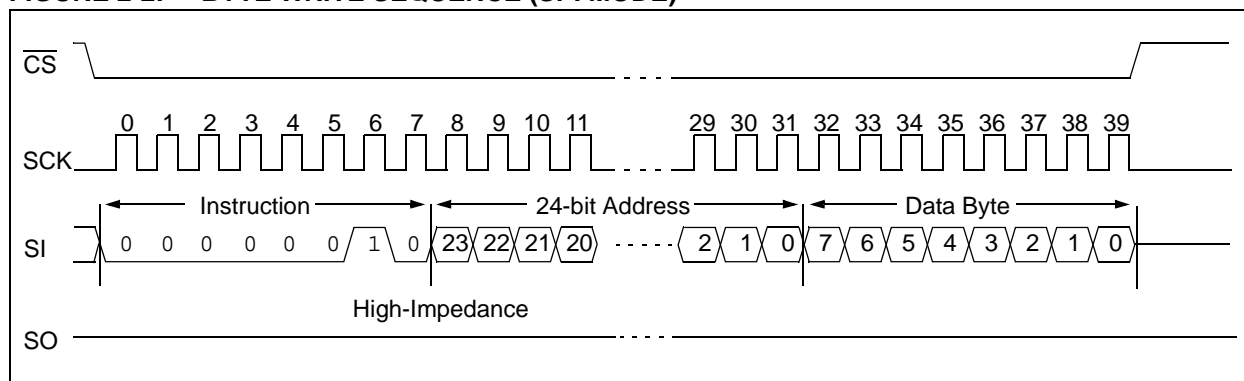 CS
0 1 2 3 4 5 6 7 8 9 10 11 29 30 31 32 33 34 35 36 37 38 39
SCK
Instruction 24-bit Address Data Byte
SI 0 0 0 0 0 0 1 0 23 22 21 20 2 1 0 7 6 5 4 3 2 1 0
High-Impedance
SO